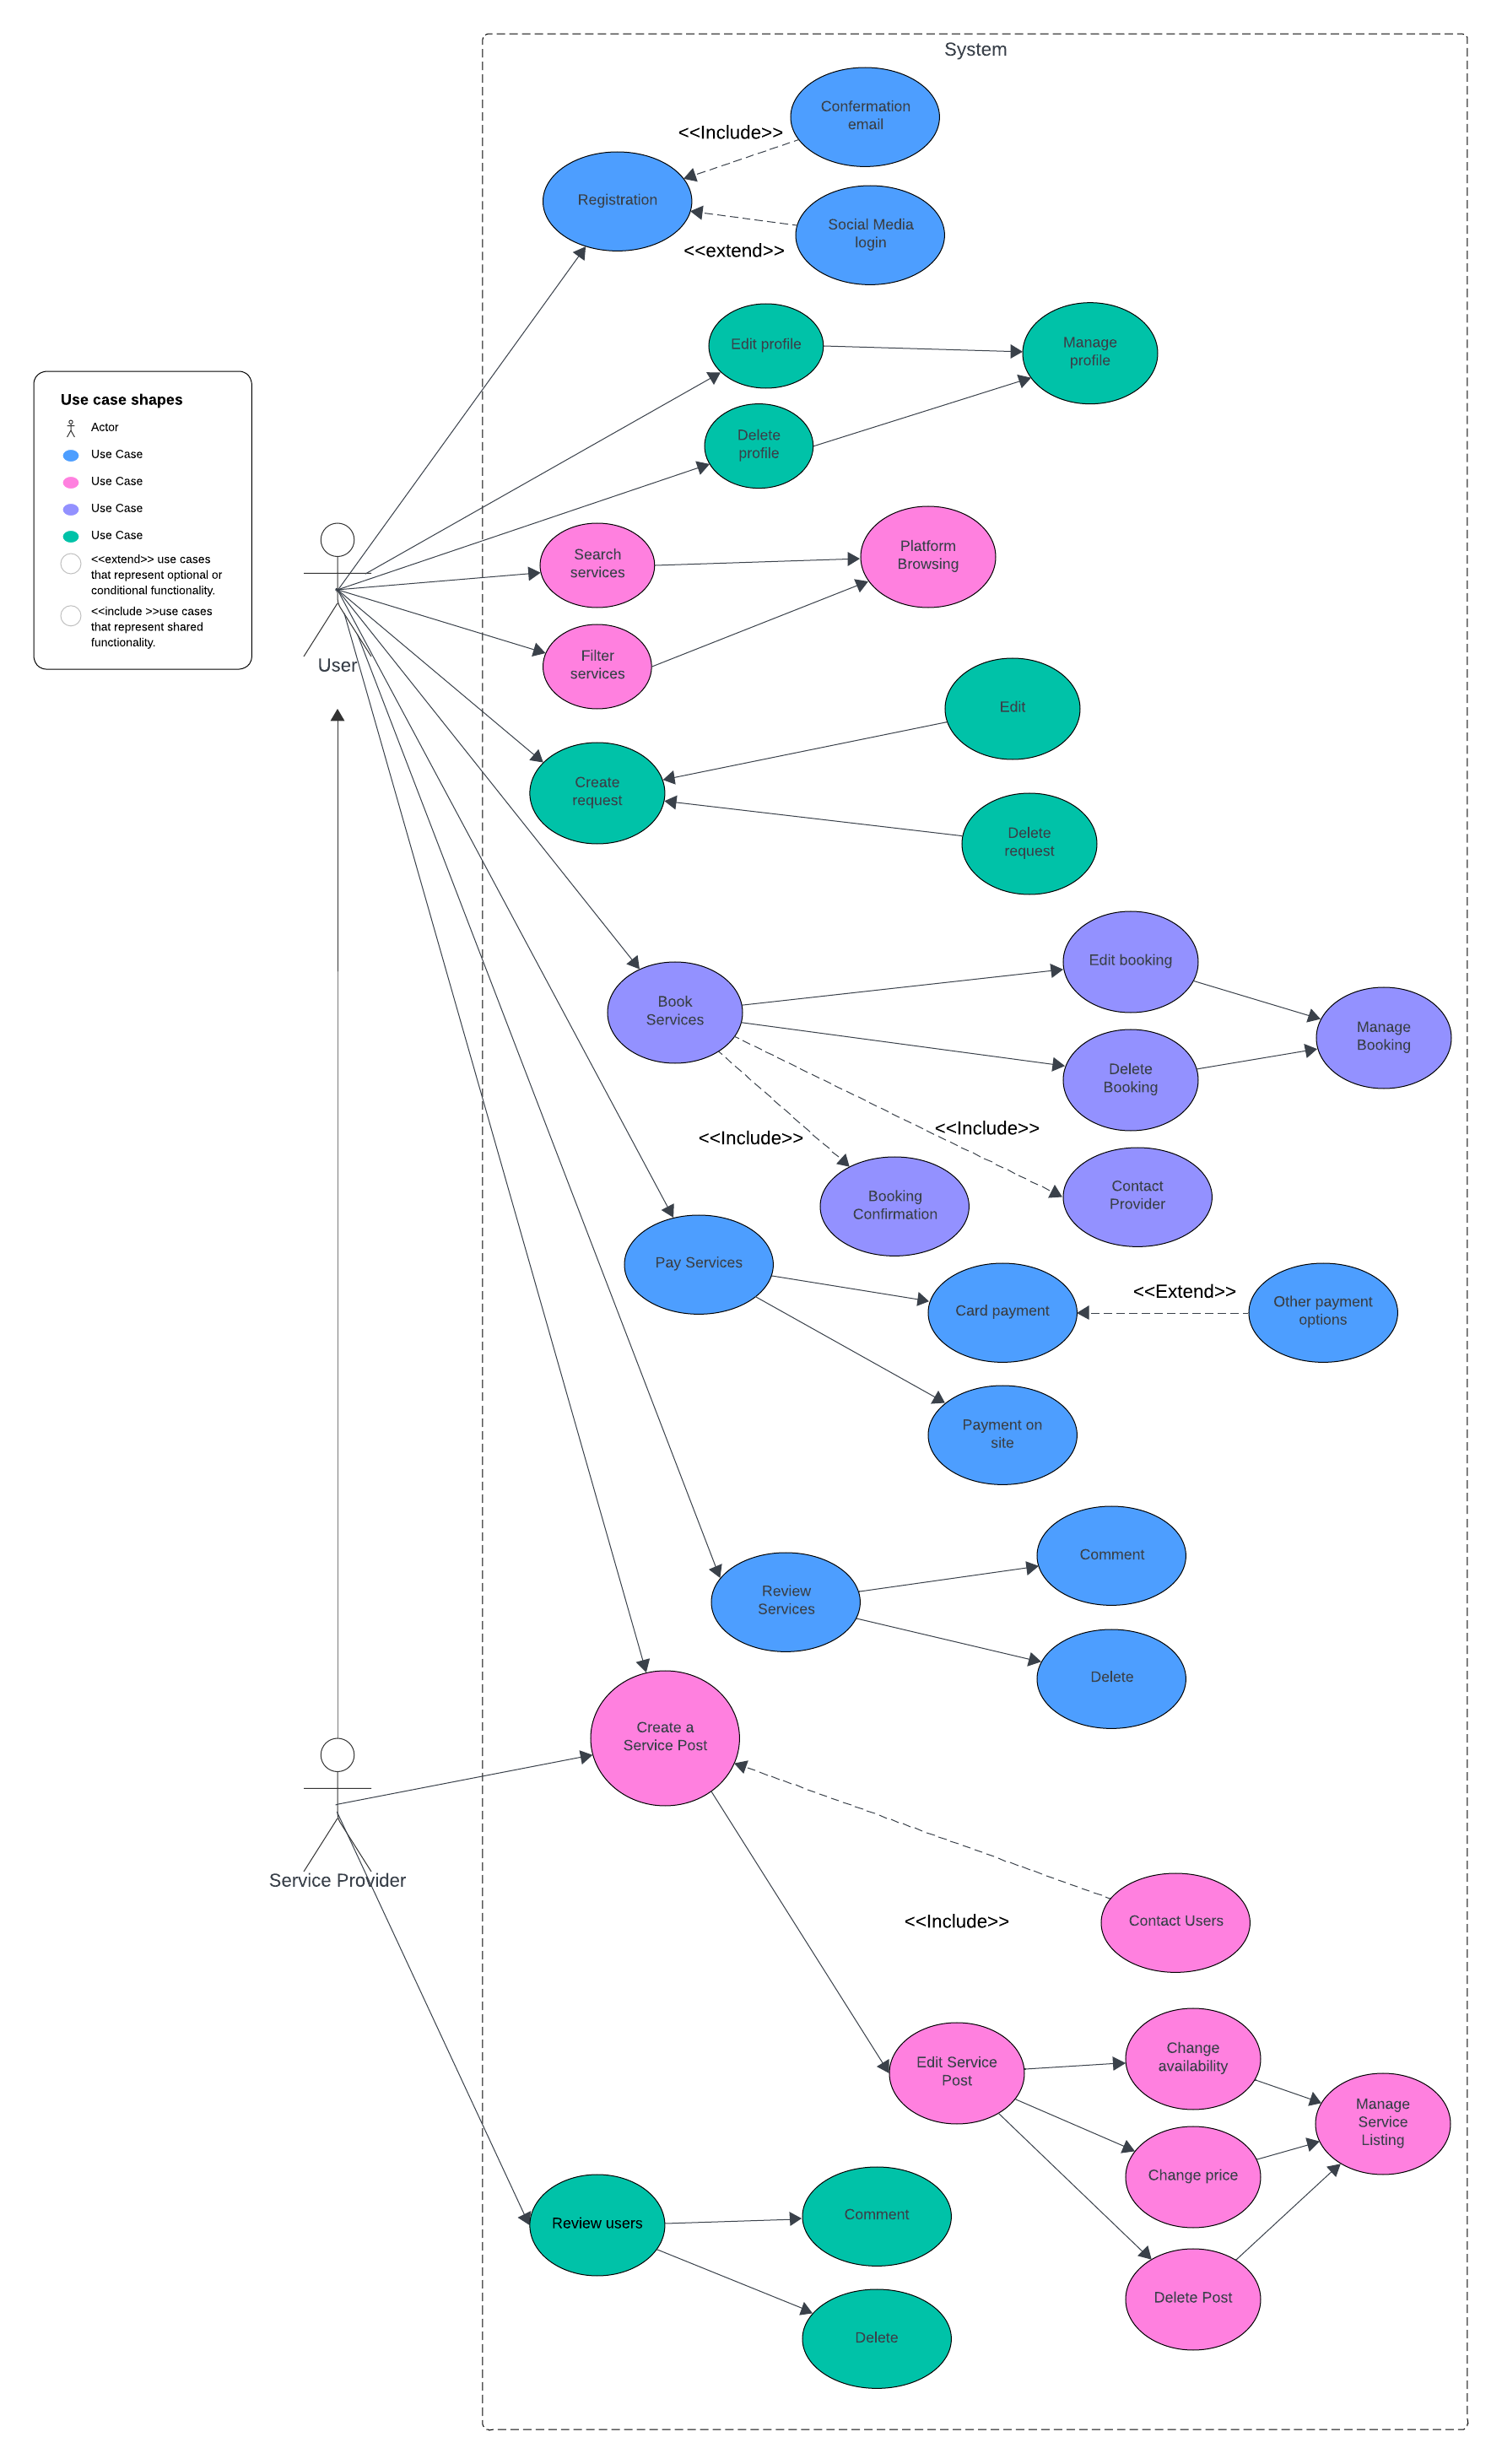 System
Confermation
email
<<Include>>
Registration
Social Media
login
<<extend>>
Edit profile
Manage
profile
Delete
profile
Use case shapes
Actor
Use Case
Use Case
Use Case
Use Case
<<extend>> use cases
that represent optional or
conditional functionality.
<<include >>use cases
that represent shared
functionality.
Search
services
Platform
Browsing
User
Filter
services
Edit
Create
request
Delete
request
Edit booking
Book
Services
Manage
Booking
Delete
Booking
<<Include>>
<<Include>>
Booking
Confirmation
Contact
Provider
Pay Services
Card payment
<<Extend>>
Other payment
options
Payment on
site
Comment
Review
Services
Delete
Create a
Service Post
Service Provider
<<Include>>
Contact Users
Edit Service
Post
Change
availability
Manage
Service
Listing
Change price
Review users
Comment
Delete Post
Delete